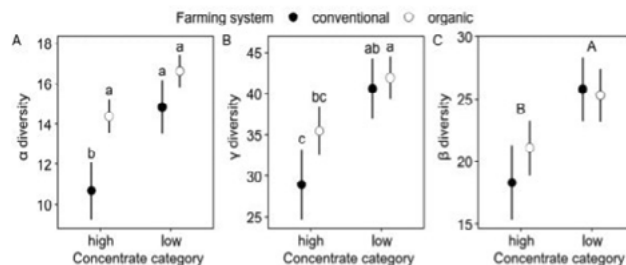 Farming system conventional organic
A
α diversity
18
16
14
12
10
b
a
a
a
high low
Concentrate category
B
γ diversity
45
40
35
30
25
c
bc
ab
a
high low
Concentrate category
C
β diversity
30
25
20
15
B
A
high low
Concentrate category